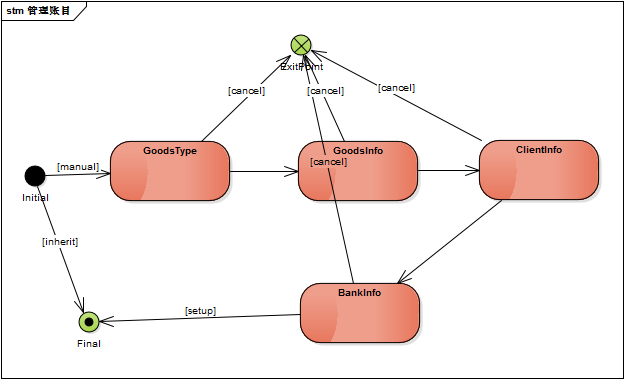 stm 管理账目
ExitPoint
[cancel]
[cancel]
[cancel]
GoodsType
GoodsInfo
ClientInfo
[manual]
[cancel]
Initial
[inherit]
BankInfo
[setup]
Final